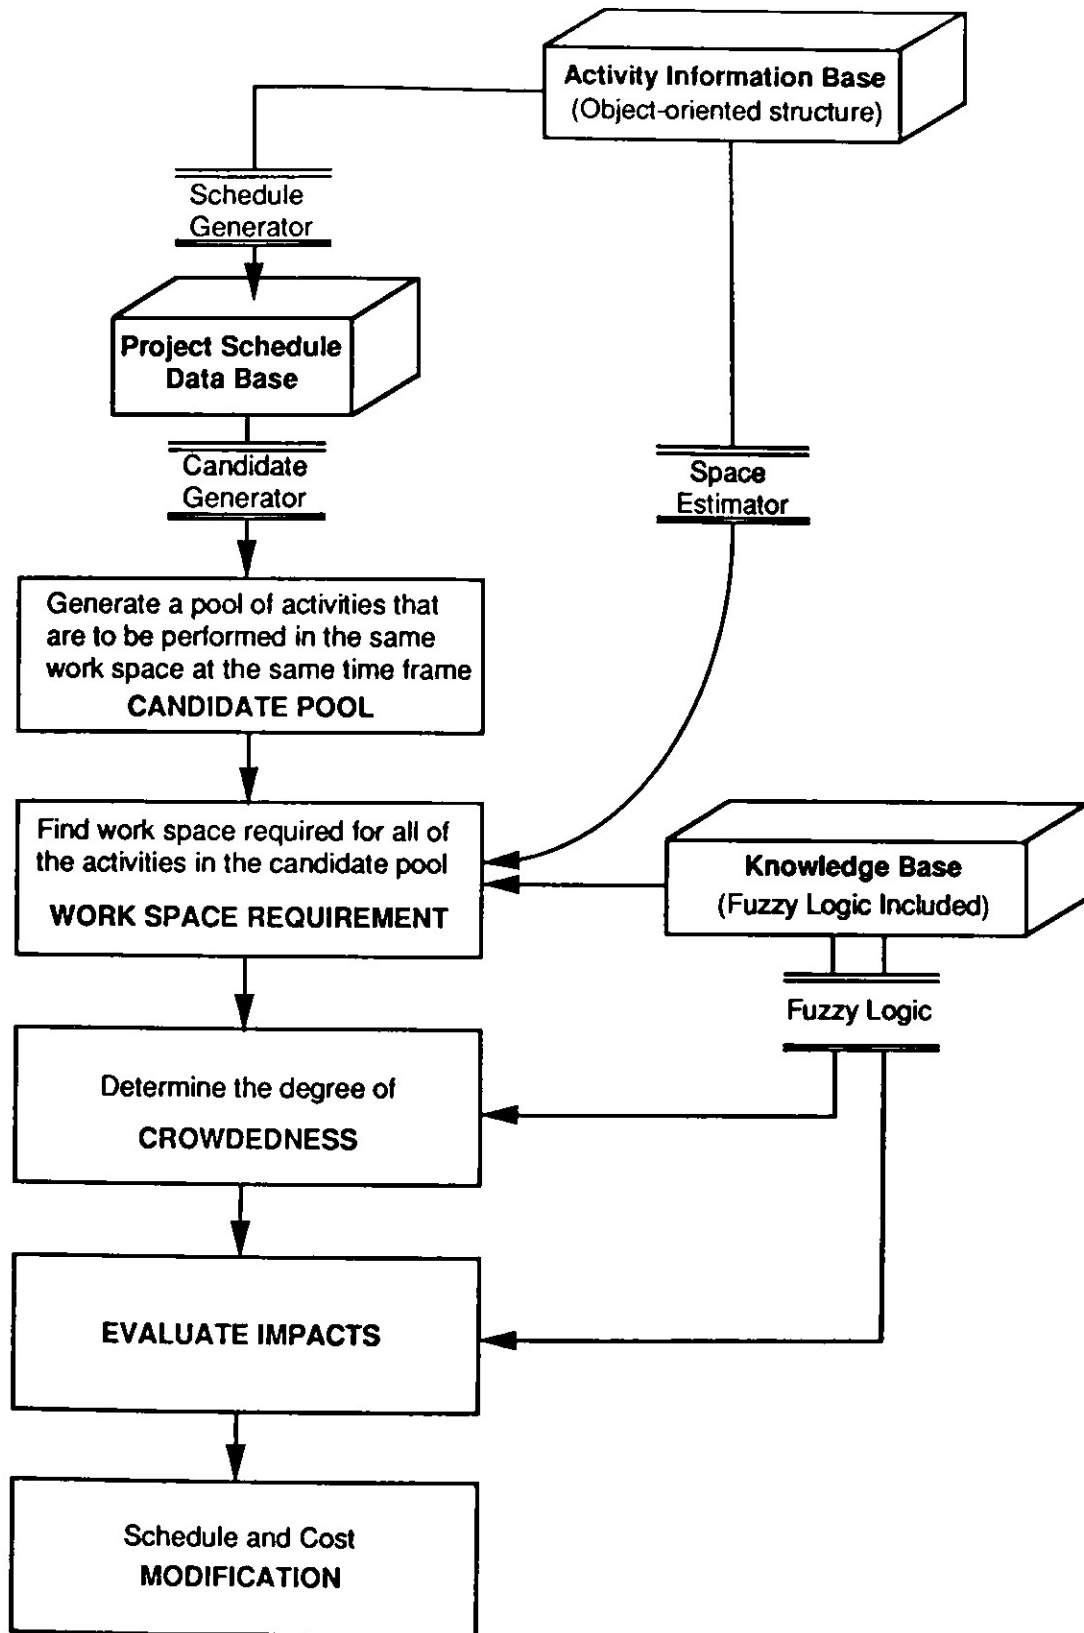 Activity Information Base
(Object-oriented structure)
Schedule
Generator
Project Schedule
Data Base
Candidate
Generator
Space
Estimator
Generate a pool of activities that
are to be performed in the same
work space at the same time frame
CANDIDATE POOL
Find work space required for all of
the activities in the candidate pool
WORK SPACE REQUIREMENT
Knowledge Base
(Fuzzy Logic Included)
Fuzzy Logic
Determine the degree of
CROWDEDNESS
EVALUATE IMPACTS
Schedule and Cost
MODIFICATION